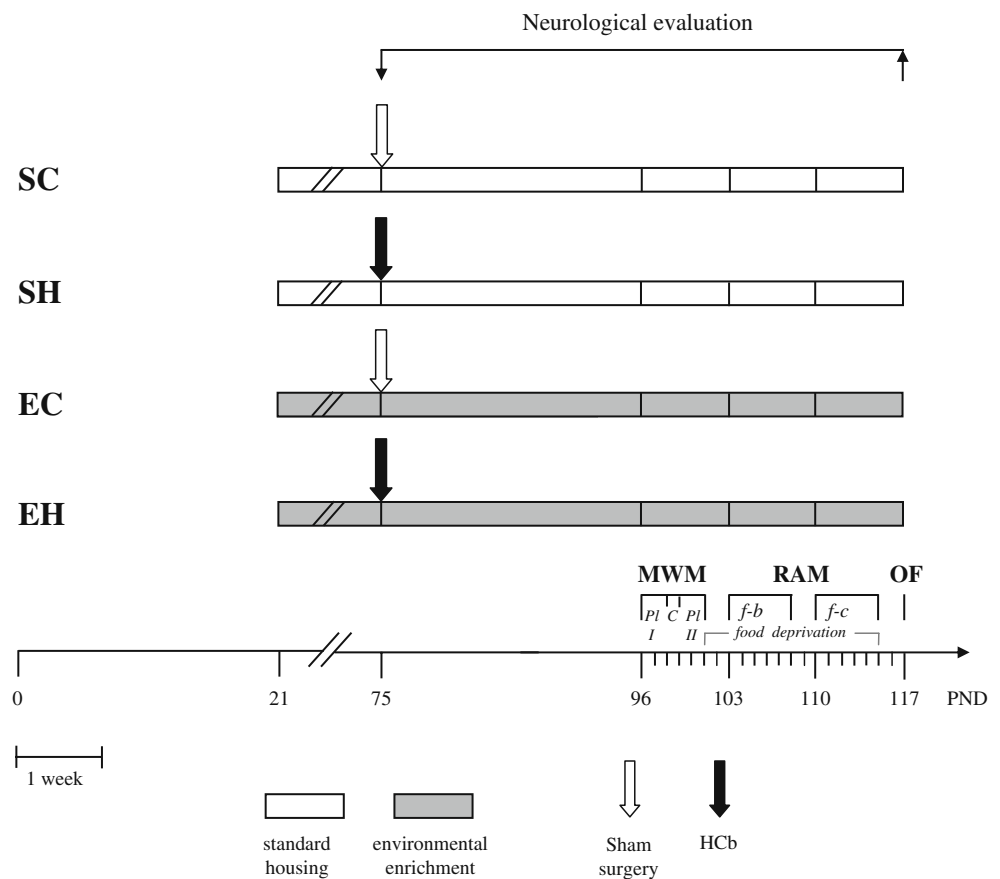 Neurological evaluation
SC
SH
EC
EH
MWM RAM OF
Pl C Pl f-b f-c
I II food deprivation
0 21 75 96 103 110 117 PND
1 week
standard housing
environmental enrichment
Sham surgery
HCb